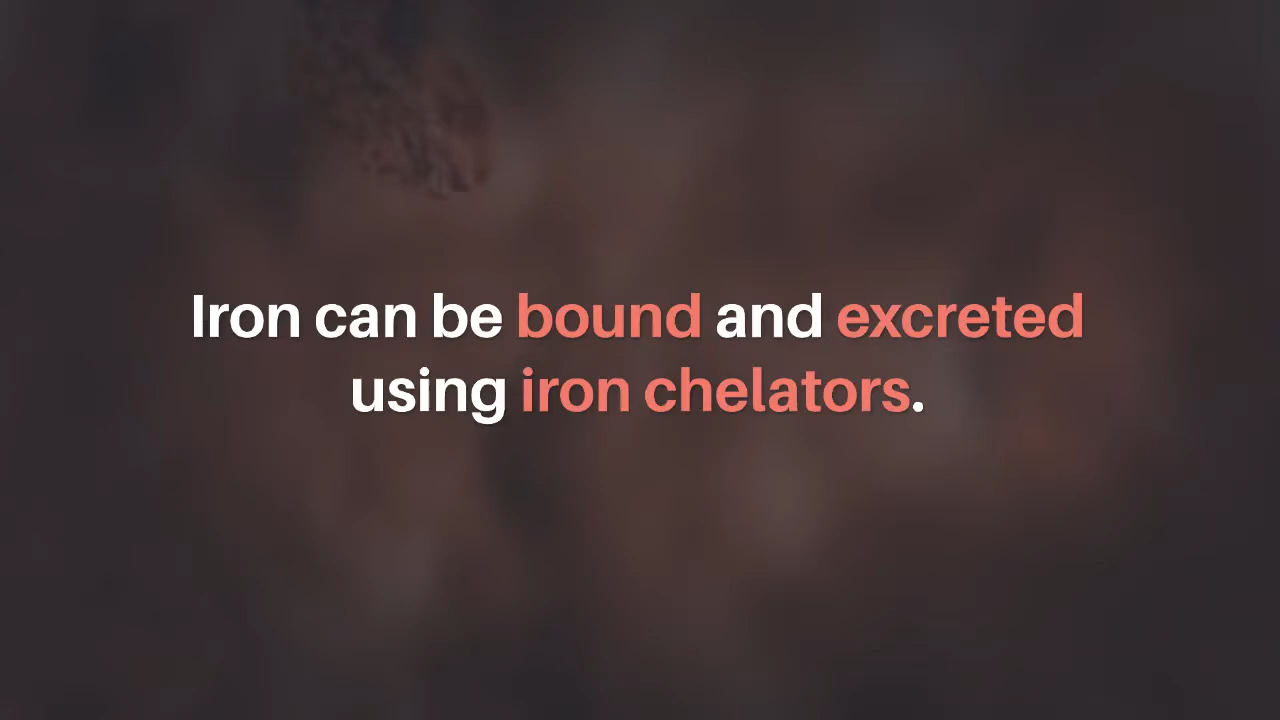 Iron can be bound and excreted
using iron chelators.